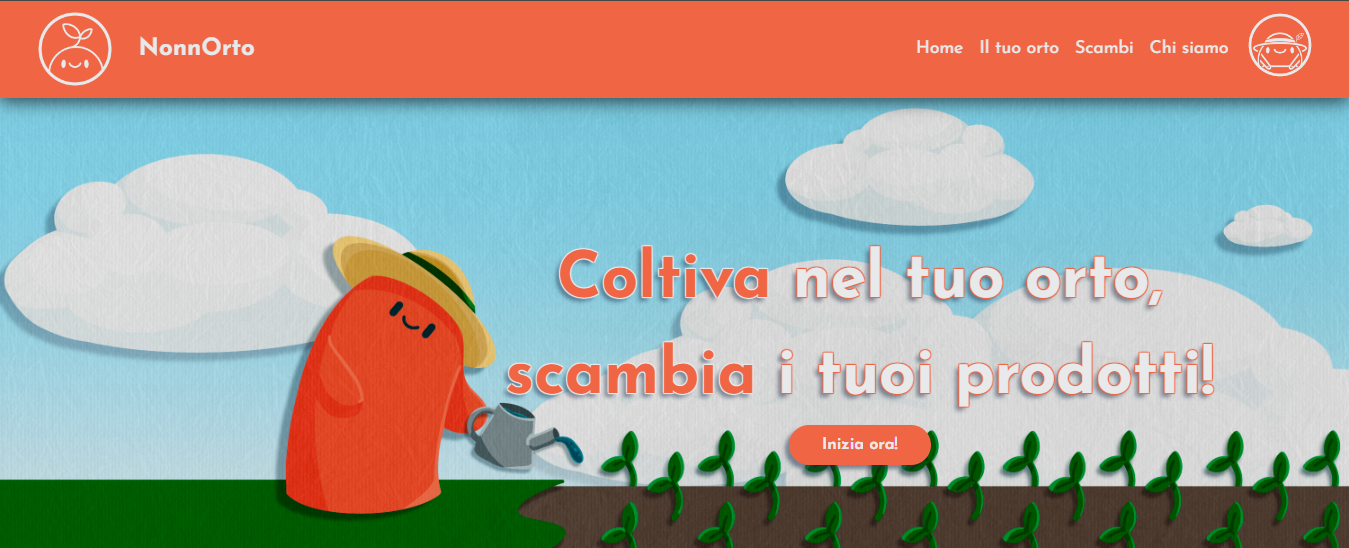 NonnOrto
Home Il tuo orto Scambi Chi siamo
Coltiva nel tuo orto,
scambia i tuoi prodotti!
Inizia ora!